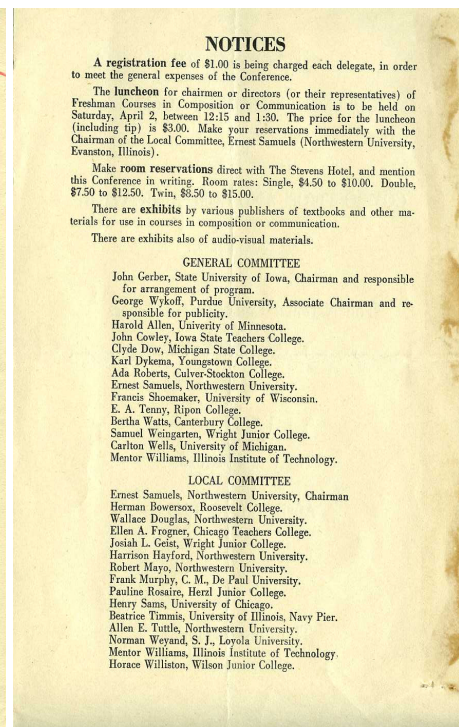 NOTICES
A registration fee of $1.00 is being charged each delegate, in order
to meet the general expenses of the Conference.
The luncheon for chairmen or directors (or their representatives) of
Freshman Courses in Composition or Communication is to be held on
Saturday, April 2, between 12:15 and 1:30. The price for the luncheon
(including tip) is $3.00. Make your reservations immediately with the
Chairman of the Local Committee, Ernest Samuels (Northwestern University,
Evanston, Illinois).
Make room reservations direct with The Stevens Hotel, and mention
this Conference in writing. Room rates: Single, $4.50 to $10.00. Double,
$7.50 to $12.50. Twin, $8.50 to $15.00.
There are exhibits by various publishers of textbooks and other ma-
terials for use in courses in composition or communication.
There are exhibits also of audio-visual materials.
GENERAL COMMITTEE
John Gerber, State University of Iowa, Chairman and responsible
for arrangement of program.
George Wykoff, Purdue University, Associate Chairman and re-
sponsible for publicity.
Harold Allen, Univerity of Minnesota.
John Cowley, Iowa State Teachers College.
Clyde Dow, Michigan State College.
Karl Dykema, Youngstown College.
Ada Roberts, Culver-Stockton College.
Ernest Samuels, Northwestern University.
Francis Shoemaker, University of Wisconsin.
E. A. Tenny, Ripon College.
Bertha Watts, Canterbury College.
Samuel Weingarten, Wright Junior College.
Carlton Wells, University of Michigan.
Mentor Williams, Illinois Institute of Technology.
LOCAL COMMITTEE
Ernest Samuels, Northwestern University, Chairman
Herman Bowersox, Roosevelt College.
Wallace Douglas, Northwestern University.
Ellen A. Frogner, Chicago Teachers College.
Josiah L. Geist, Wright Junior College.
Harrison Hayford, Northwestern University.
Robert Mayo, Northwestern University.
Frank Murphy, C. M., De Paul University.
Pauline Rosaire, Herzl Junior College.
Henry Sams, University of Chicago.
Beatrice Timmis, University of Illinois, Navy Pier.
Allen E. Tuttle, Northwestern University.
Norman Weyand, S. J., Loyola University.
Mentor Williams, Illinois Institute of Technology.
Horace Williston, Wilson Junior College.